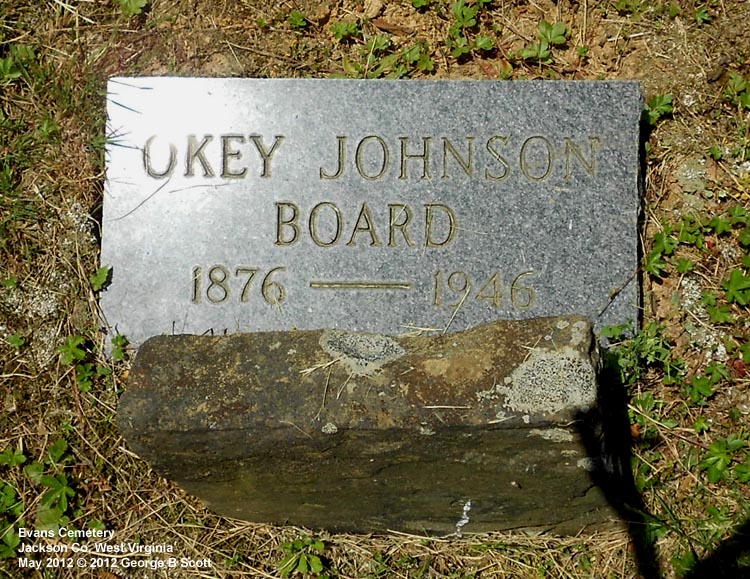 OKEY JOHNSON
BOARD
1876 — 1946
Evans Cemetery
Jackson Co. West Virginia
May 2012 © 2012 George B Scott